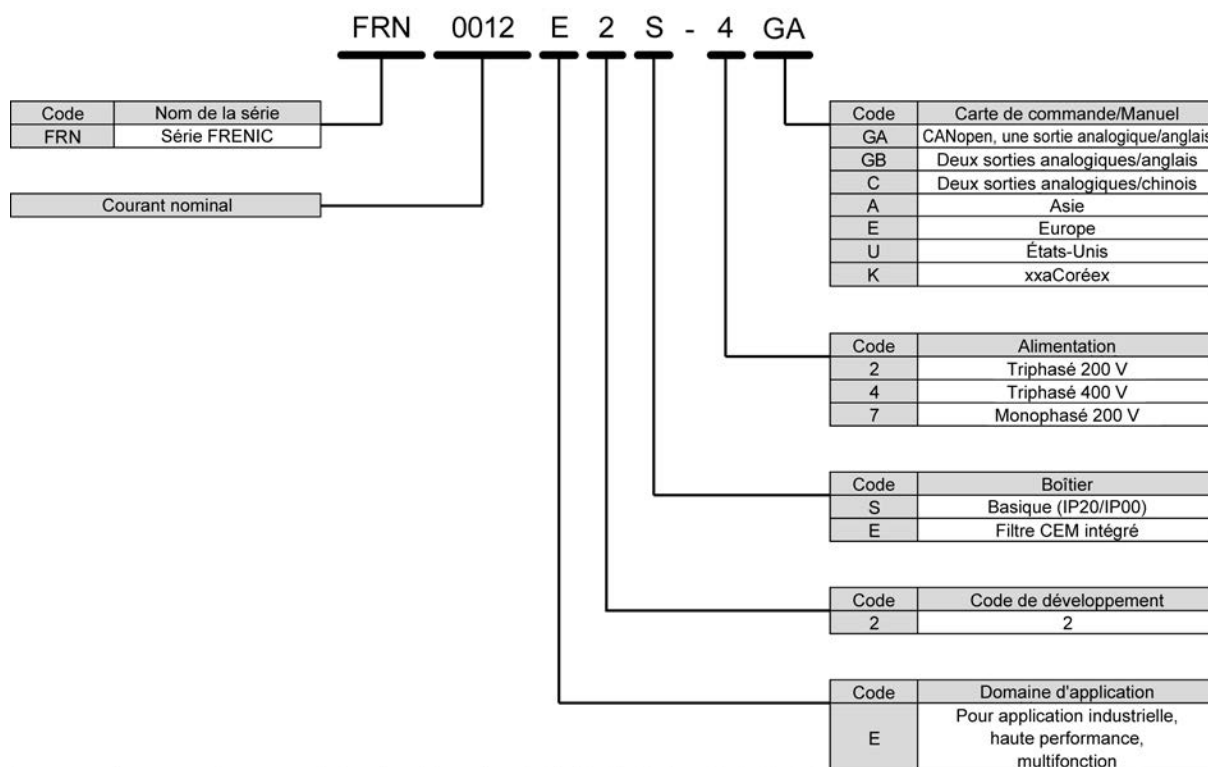 FRN 0012 E 2 S - 4 GA
Code Nom de la série
FRN Série FRENIC
Courant nominal
Code Carte de commande/Manuel
GA CANopen, une sortie analogique/anglais
GB Deux sorties analogiques/anglais
C Deux sorties analogiques/chinois
A Asie
E Europe
U États-Unis
K xxaCoréex
Code Alimentation
2 Triphasé 200 V
4 Triphasé 400 V
7 Monophasé 200 V
Code Boîtier
S Basique (IP20/IP00)
E Filtre CEM intégré
Code Code de développement
2 2
Code Domaine d'application
E Pour application industrielle,
haute performance,
multifonction